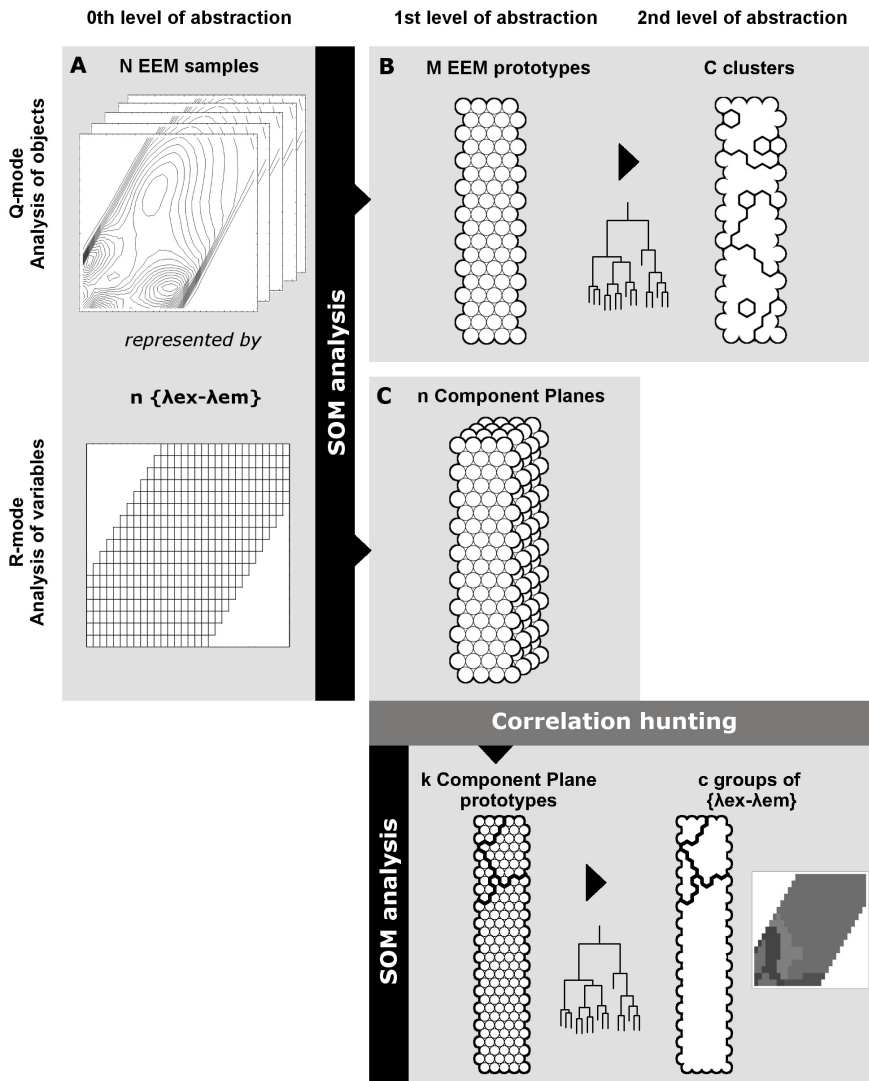 0th level of abstraction
1st level of abstraction
2nd level of abstraction
Q-mode
Analysis of objects
A
N EEM samples
represented by
n {λex-λem}
R-mode
Analysis of variables
SOM analysis
B
M EEM prototypes
C clusters
C
n Component Planes
Correlation hunting
SOM analysis
k Component Plane
prototypes
c groups of
{λex-λem}